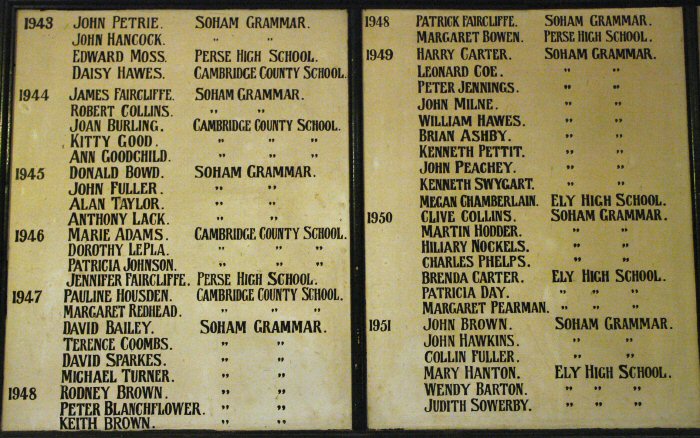 1943 JOHN PETRIE. SOHAM GRAMMAR.
JOHN HANCOCK. " "
EDWARD MOSS. PERSE HIGH SCHOOL.
DAISY HAWES. CAMBRIDGE COUNTY SCHOOL.
1944 JAMES FAIRCLIFFE. SOHAM GRAMMAR.
ROBERT COLLINS. " "
JOAN BURLING. CAMBRIDGE COUNTY SCHOOL.
KITTY GOOD. " " "
ANN GOODCHILD. " " "
1945 DONALD BOWD. SOHAM GRAMMAR.
JOHN FULLER. " "
ALAN TAYLOR. " "
ANTHONY LACK. " "
1946 MARIE ADAMS. CAMBRIDGE COUNTY SCHOOL.
DOROTHY LEPLA. " " "
PATRICIA JOHNSON. " " "
JENNIFER FAIRCLIFFE. PERSE HIGH SCHOOL.
1947 PAULINE HOUSDEN. CAMBRIDGE COUNTY SCHOOL.
MARGARET REDHEAD. " " "
DAVID BAILEY. SOHAM GRAMMAR.
TERENCE COOMBS. " "
DAVID SPARKES. " "
MICHAEL TURNER. " "
1948 RODNEY BROWN. " "
PETER BLANCHFLOWER. " "
KEITH BROWN. " "
1948 PATRICK FAIRCLIFFE. SOHAM GRAMMAR.
MARGARET BOWEN. PERSE HIGH SCHOOL.
1949 HARRY CARTER. SOHAM GRAMMAR.
LEONARD COE. " "
PETER JENNINGS. " "
JOHN MILNE. " "
WILLIAM HAWES. " "
BRIAN ASHBY. " "
KENNETH PETTIT. " "
JOHN PEACHEY. " "
KENNETH SWYGART. " "
MEGAN CHAMBERLAIN. ELY HIGH SCHOOL.
1950 CLIVE COLLINS. SOHAM GRAMMAR.
MARTIN HODDER. " "
HILIARY NOCKELS. " "
CHARLES PHELPS. " "
BRENDA CARTER. ELY HIGH SCHOOL.
PATRICIA DAY. " " "
MARGARET PEARMAN. " " "
1951 JOHN BROWN. SOHAM GRAMMAR.
JOHN HAWKINS. " "
COLLIN FULLER. " "
MARY HANTON. ELY HIGH SCHOOL.
WENDY BARTON. " " "
JUDITH SOWERBY. " " "